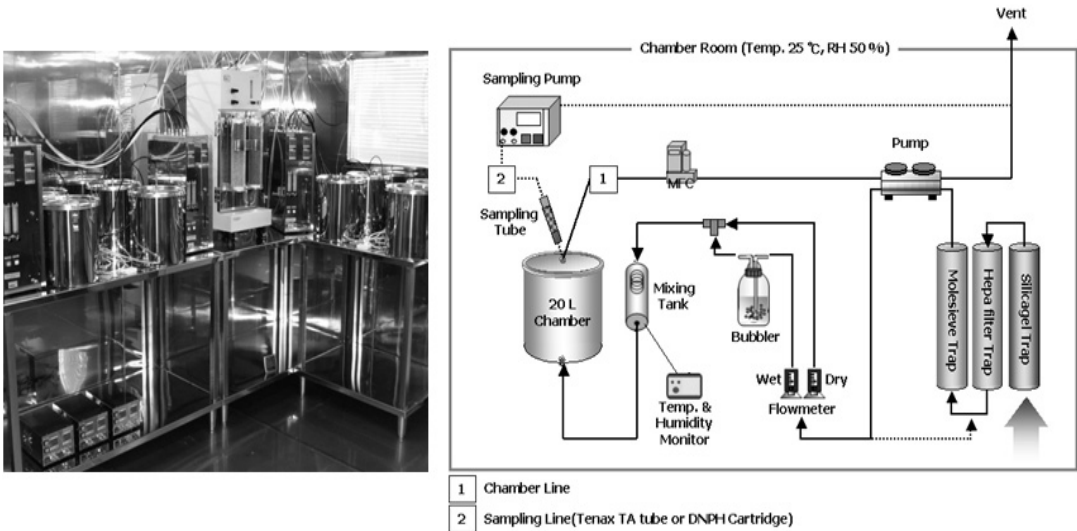 Vent
Chamber Room (Temp. 25 ℃, RH 50 %)
Sampling Pump
Pump
2
1
MFC
Sampling
Tube
20 L
Chamber
Mixing
Tank
Bubbler
Molesieve Trap
Hepa filter Trap
Silicagel Trap
Wet
Dry
Flowmeter
Temp. &
Humidity
Monitor
1 Chamber Line
2 Sampling Line(Tenax TA tube or DNPH Cartridge)